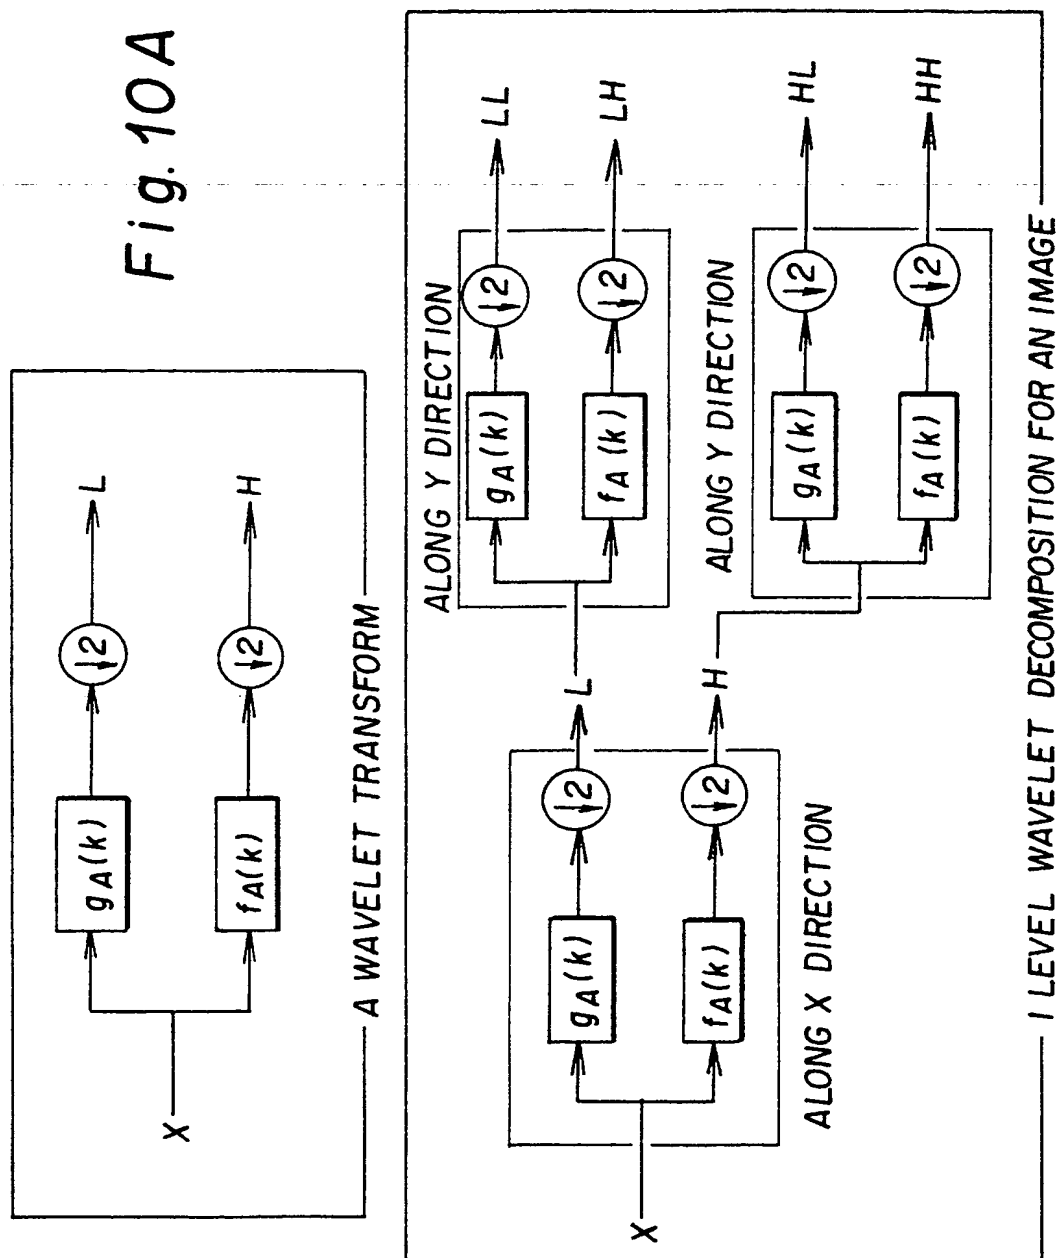 Fig. 10A
X
gA(k)
↓2
L
fA(k)
↓2
H
A WAVELET TRANSFORM
X
gA(k)
↓2
L
fA(k)
↓2
H
ALONG X DIRECTION
ALONG Y DIRECTION
gA(k)
↓2
LL
fA(k)
↓2
LH
ALONG Y DIRECTION
gA(k)
↓2
HL
fA(k)
↓2
HH
1 LEVEL WAVELET DECOMPOSITION FOR AN IMAGE